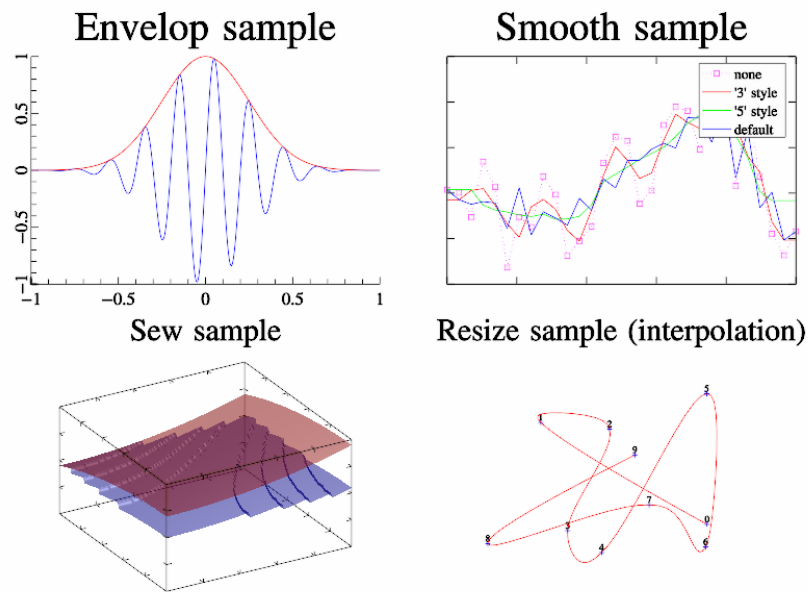 Envelop sample
1
0.5
0
−0.5
−1
−1
−0.5
0
0.5
1
Smooth sample
none
'3' style
'5' style
default
Sew sample
Resize sample (interpolation)
5
1
2
9
7
0
3
8
4
6